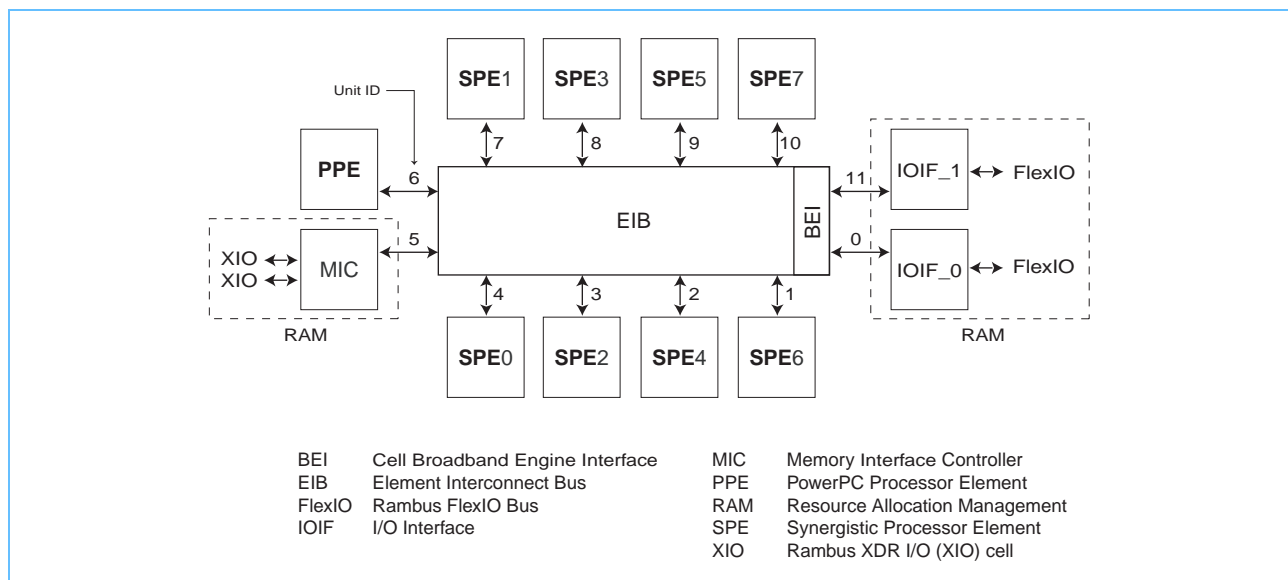 SPE1 SPE3 SPE5 SPE7
Unit ID
7 8 9 10
PPE
6
11
IOIF_1
FlexIO
EIB
BEI
XIO
XIO
MIC
5
0
IOIF_0
FlexIO
4 3 2 1
RAM
RAM
SPE0 SPE2 SPE4 SPE6
BEI Cell Broadband Engine Interface
EIB Element Interconnect Bus
FlexIO Rambus FlexIO Bus
IOIF I/O Interface
MIC Memory Interface Controller
PPE PowerPC Processor Element
RAM Resource Allocation Management
SPE Synergistic Processor Element
XIO Rambus XDR I/O (XIO) cell